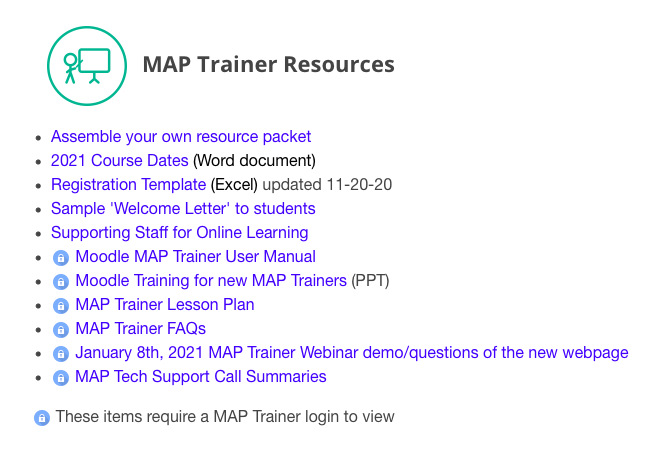 MAP Trainer Resources
Assemble your own resource packet
2021 Course Dates (Word document)
Registration Template (Excel) updated 11-20-20
Sample 'Welcome Letter' to students
Supporting Staff for Online Learning
Moodle MAP Trainer User Manual
Moodle Training for new MAP Trainers (PPT)
MAP Trainer Lesson Plan
MAP Trainer FAQs
January 8th, 2021 MAP Trainer Webinar demo/questions of the new webpage
MAP Tech Support Call Summaries
These items require a MAP Trainer login to view